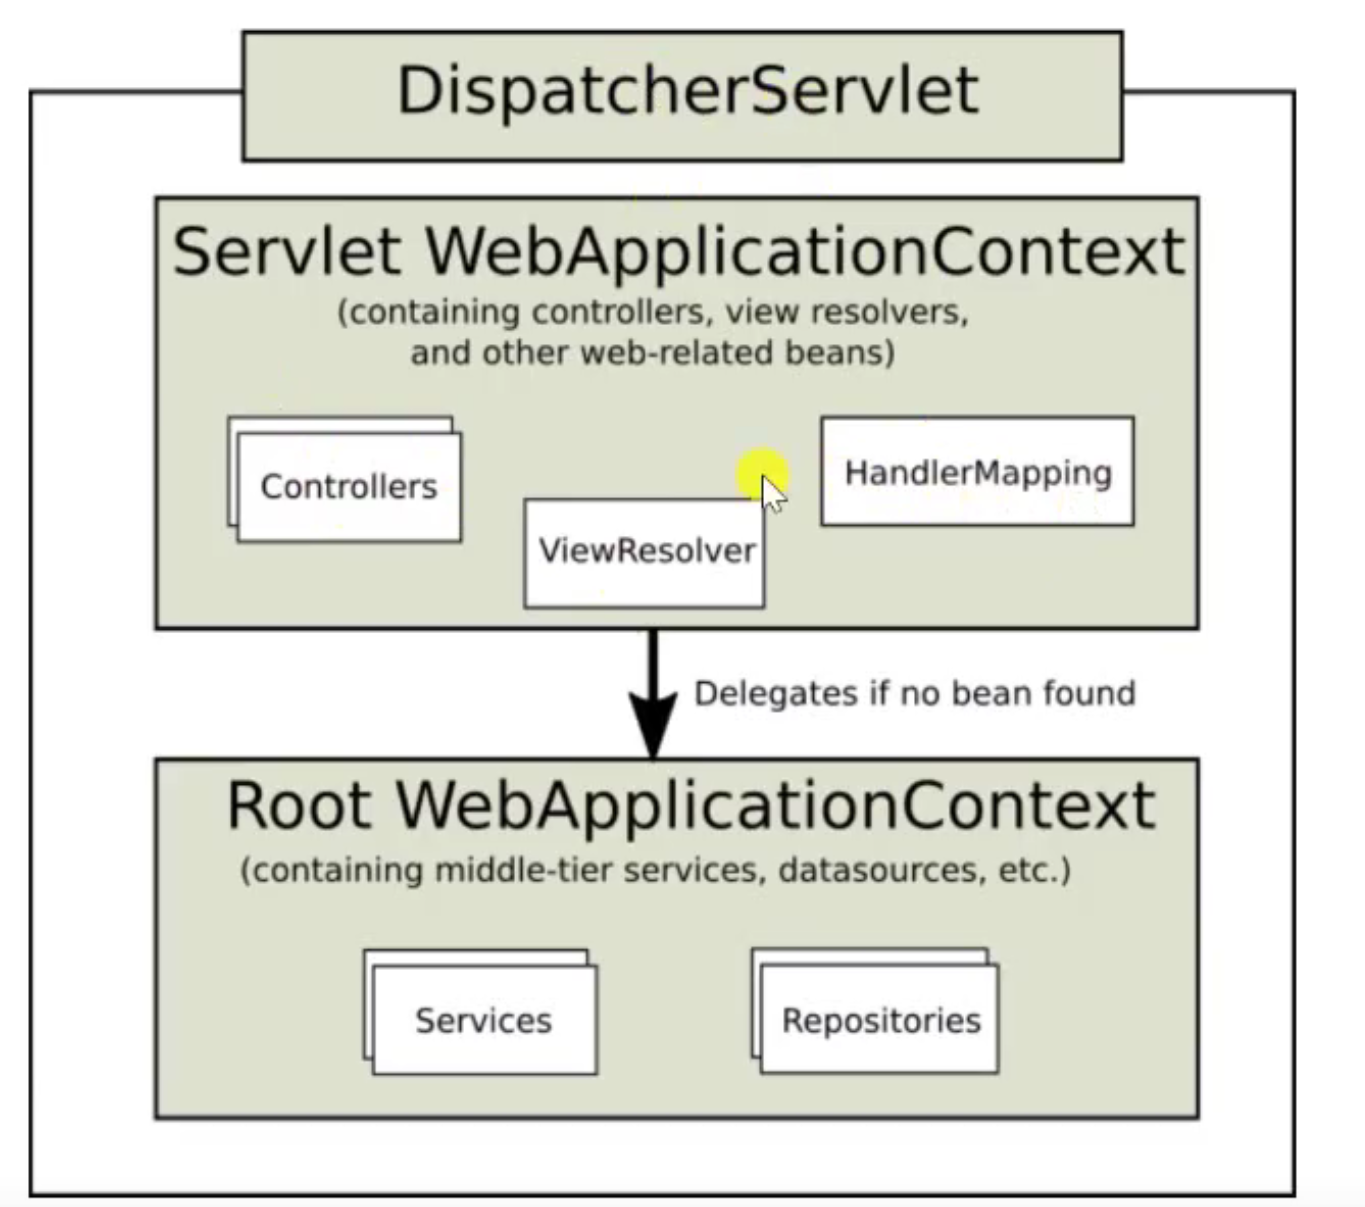 DispatcherServlet
Servlet WebApplicationContext
(containing controllers, view resolvers,
and other web-related beans)
Controllers
ViewResolver
HandlerMapping
Delegates if no bean found
Root WebApplicationContext
(containing middle-tier services, datasources, etc.)
Services
Repositories